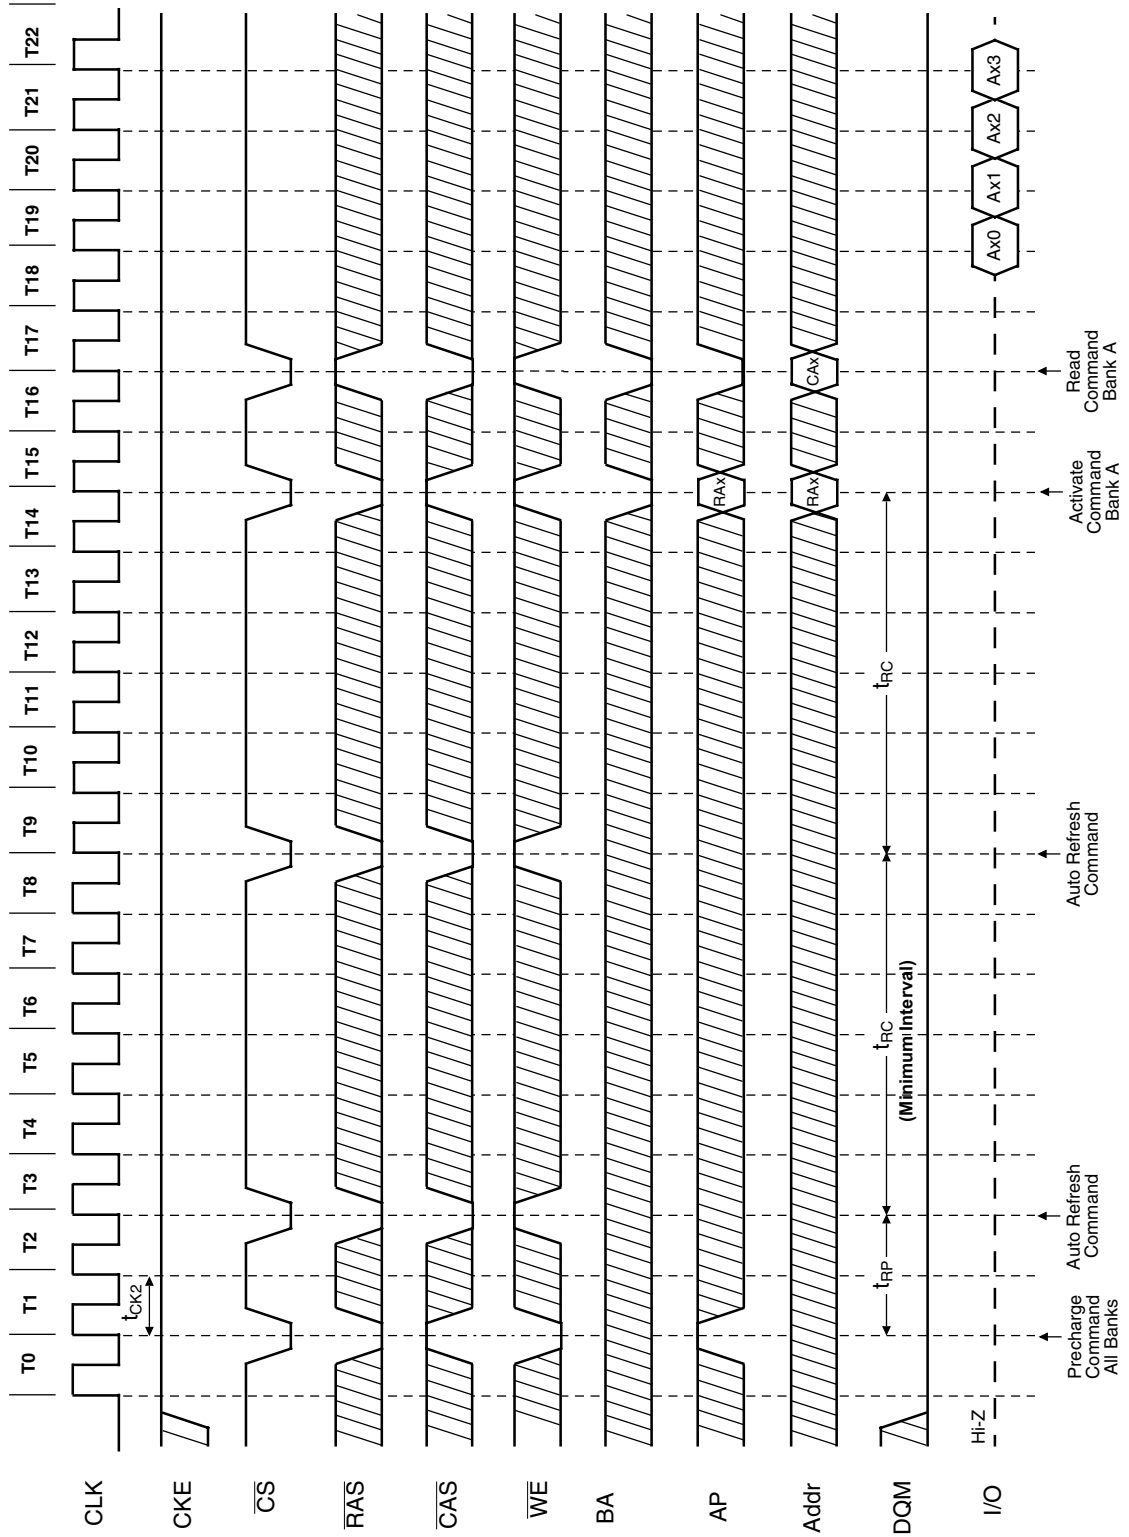 T0 T1 T2 T3 T4 T5 T6 T7 T8 T9 T10 T11 T12 T13 T14 T15 T16 T17 T18 T19 T20 T21 T22
CLK
tCK2
CKE
CS
RAS
CAS
WE
BA
AP
RAx
Addr
RAx
CAx
DQM
tRP
tRC
(Minimum Interval)
tRC
I/O
Hi-Z
Ax0
Ax1
Ax2
Ax3
Precharge
Command
All Banks
Auto Refresh
Command
Auto Refresh
Command
Activate
Command
Bank A
Read
Command
Bank A